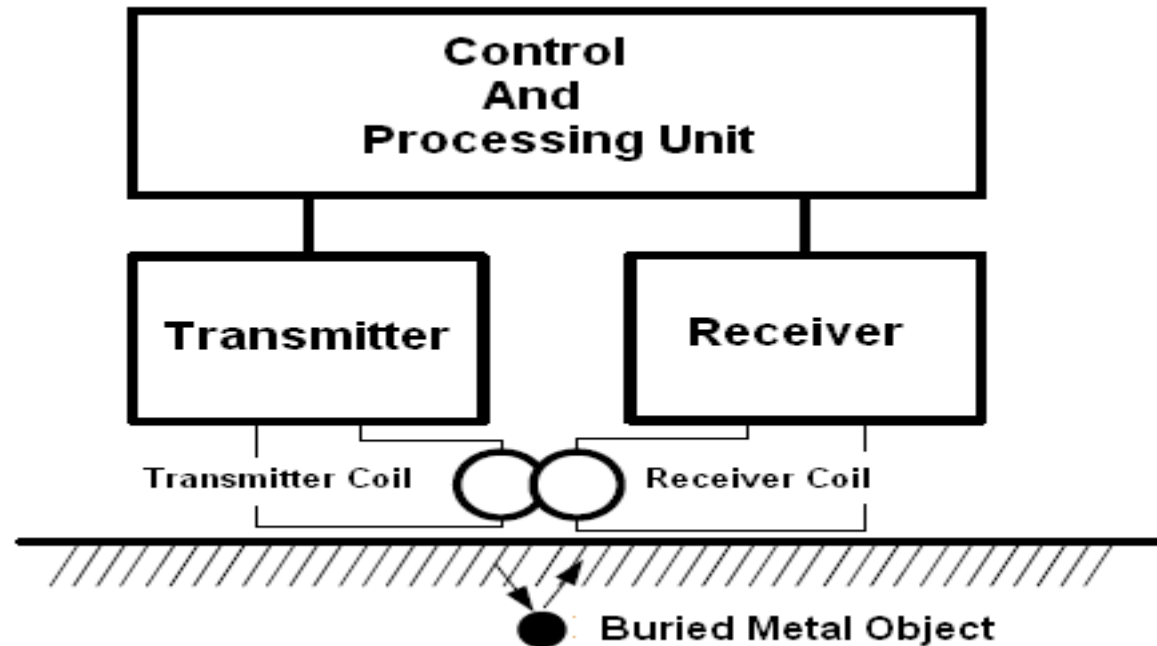 Control
And
Processing Unit
Transmitter
Receiver
Transmitter Coil
Receiver Coil
Buried Metal Object